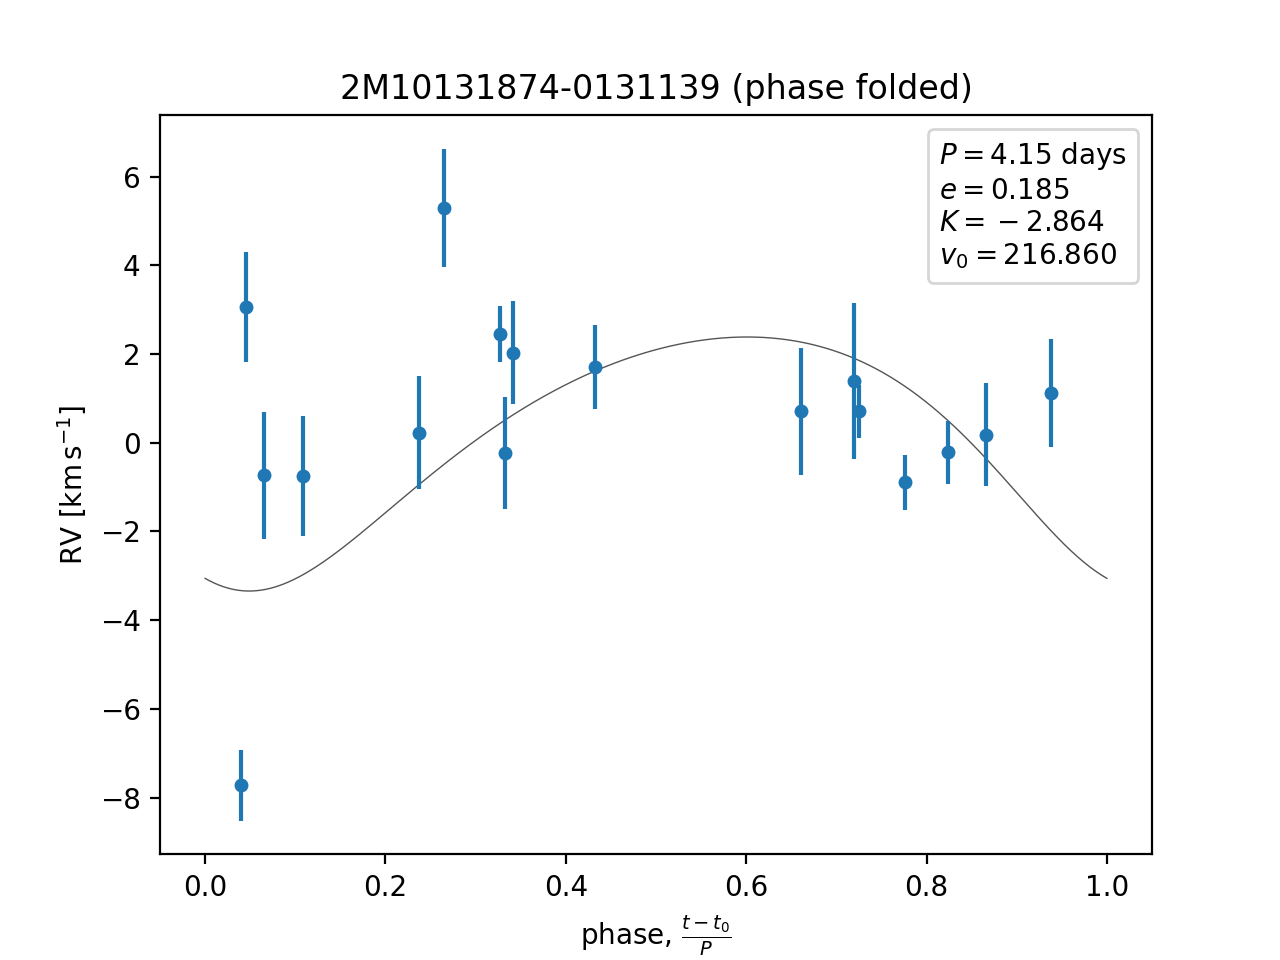 2M10131874-0131139 (phase folded)
P = 4.15 days
e = 0.185
K = −2.864
v₀ = 216.860
RV [km s⁻¹]
6
4
2
0
−2
−4
−6
−8
0.0 0.2 0.4 0.6 0.8 1.0
phase, (t − t₀)/P